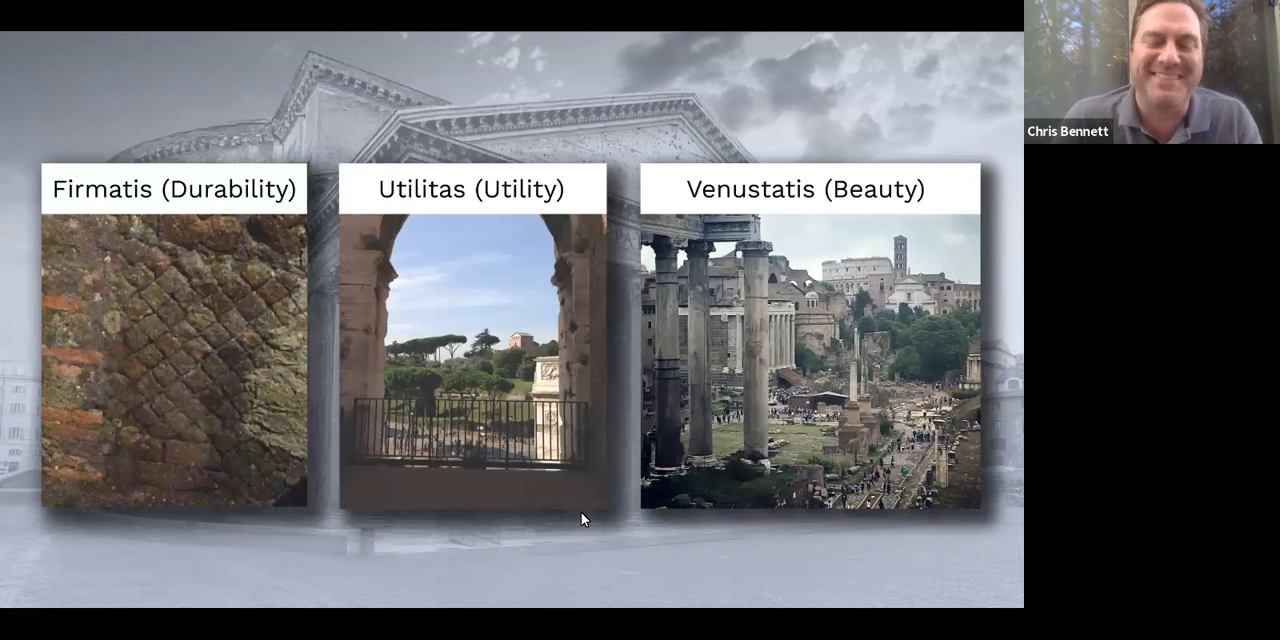 Firmatis (Durability)
Utilitas (Utility)
Venustatis (Beauty)
Chris Bennett